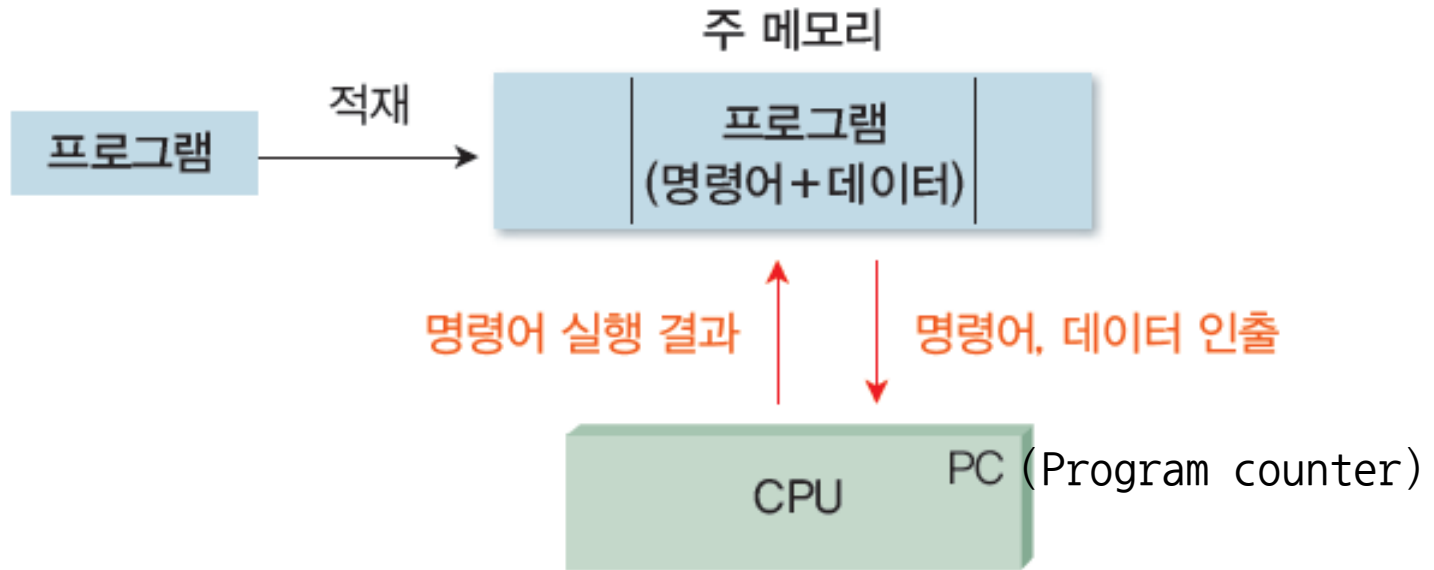 주 메모리
적재
프로그램
프로그램
(명령어+데이터)
명령어 실행 결과
명령어, 데이터 인출
PC (Program counter)
CPU